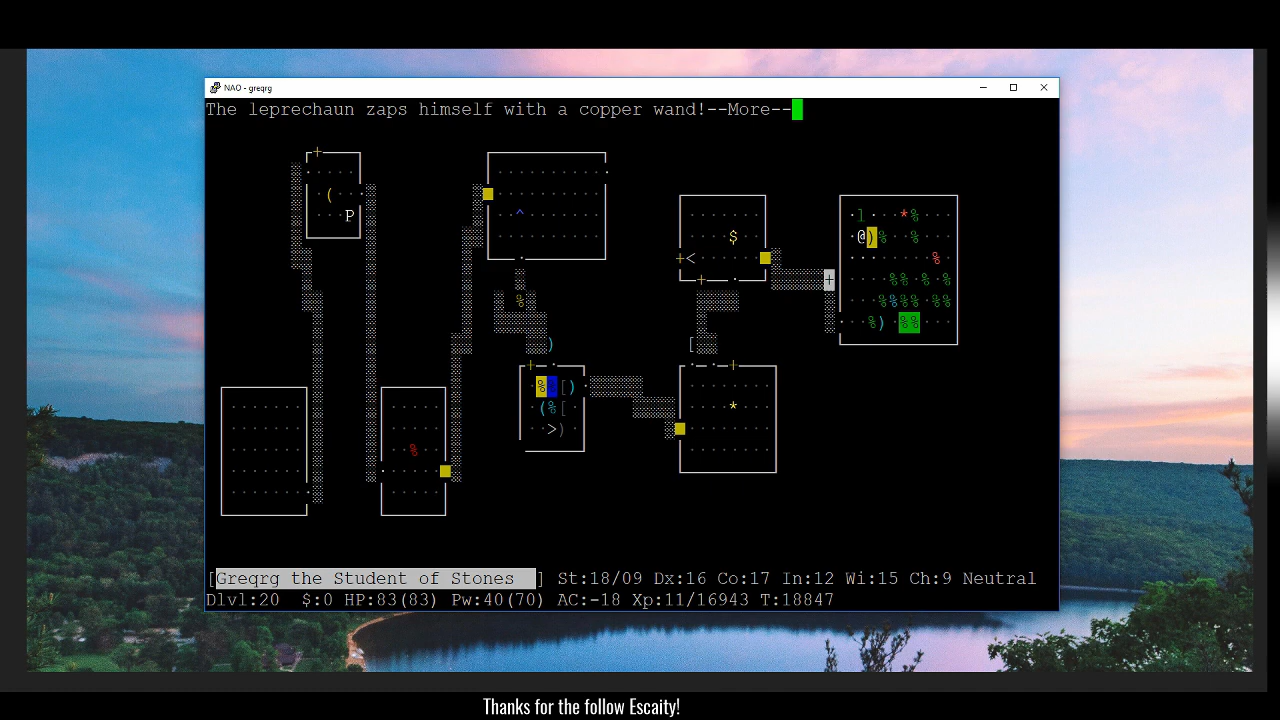 NAO - greqrg
The leprechaun zaps himself with a copper wand!--More--
[Greqrg the Student of Stones ] St:18/09 Dx:16 Co:17 In:12 Wi:15 Ch:9 Neutral
Dlvl:20 $:0 HP:83(83) Pw:40(70) AC:-18 Xp:11/16943 T:18847
Thanks for the follow Escaity!